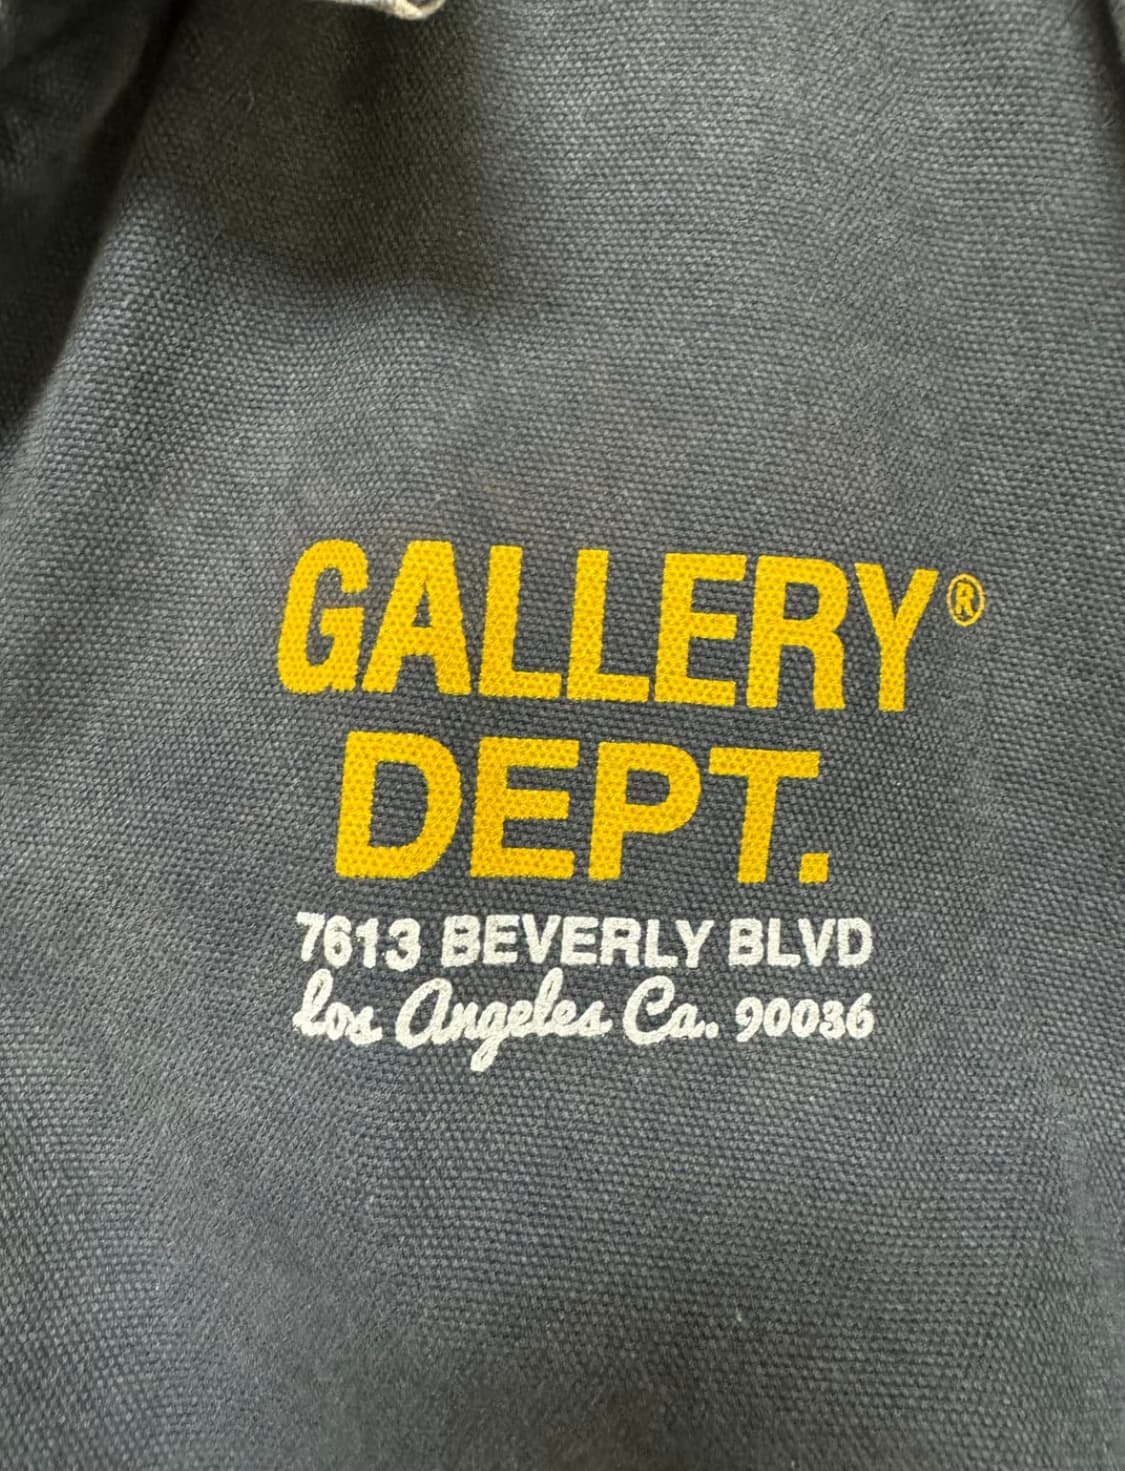 GALLERY®
DEPT.
7613 BEVERLY BLVD
Los Angeles Ca. 90036